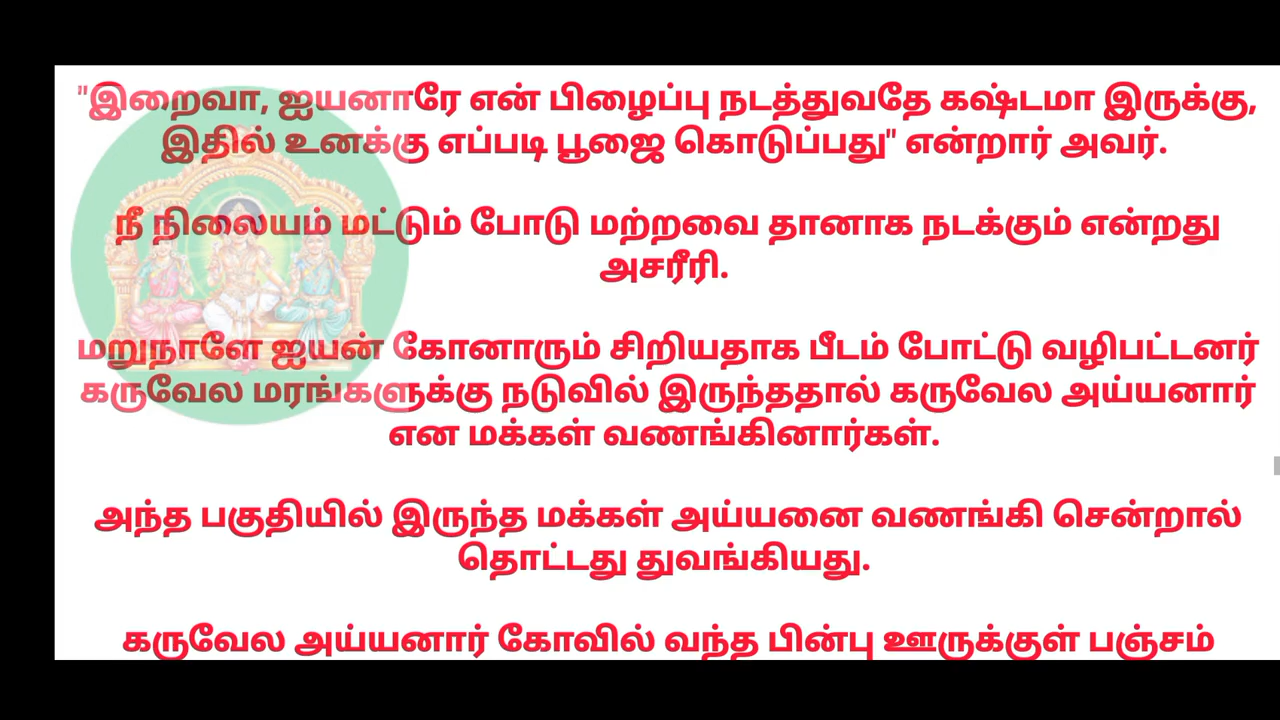 "இறைவா, ஐயனாரே என் பிழைப்பு நடத்துவதே கஷ்டமா இருக்கு,
இதில் உனக்கு எப்படி பூஜை கொடுப்பது" என்றார் அவர்.
நீ நிலையம் மட்டும் போடு மற்றவை தானாக நடக்கும் என்றது
அசரீரி.
மறுநாளே ஐயன் கோனாரும் சிறியதாக பீடம் போட்டு வழிபட்டனர்
கருவேல மரங்களுக்கு நடுவில் இருந்ததால் கருவேல அய்யனார்
என மக்கள் வணங்கினார்கள்.
அந்த பகுதியில் இருந்த மக்கள் அய்யனை வணங்கி சென்றால்
தொட்டது துவங்கியது.
கருவேல அய்யனார் கோவில் வந்த பின்பு ஊருக்குள் பஞ்சம்